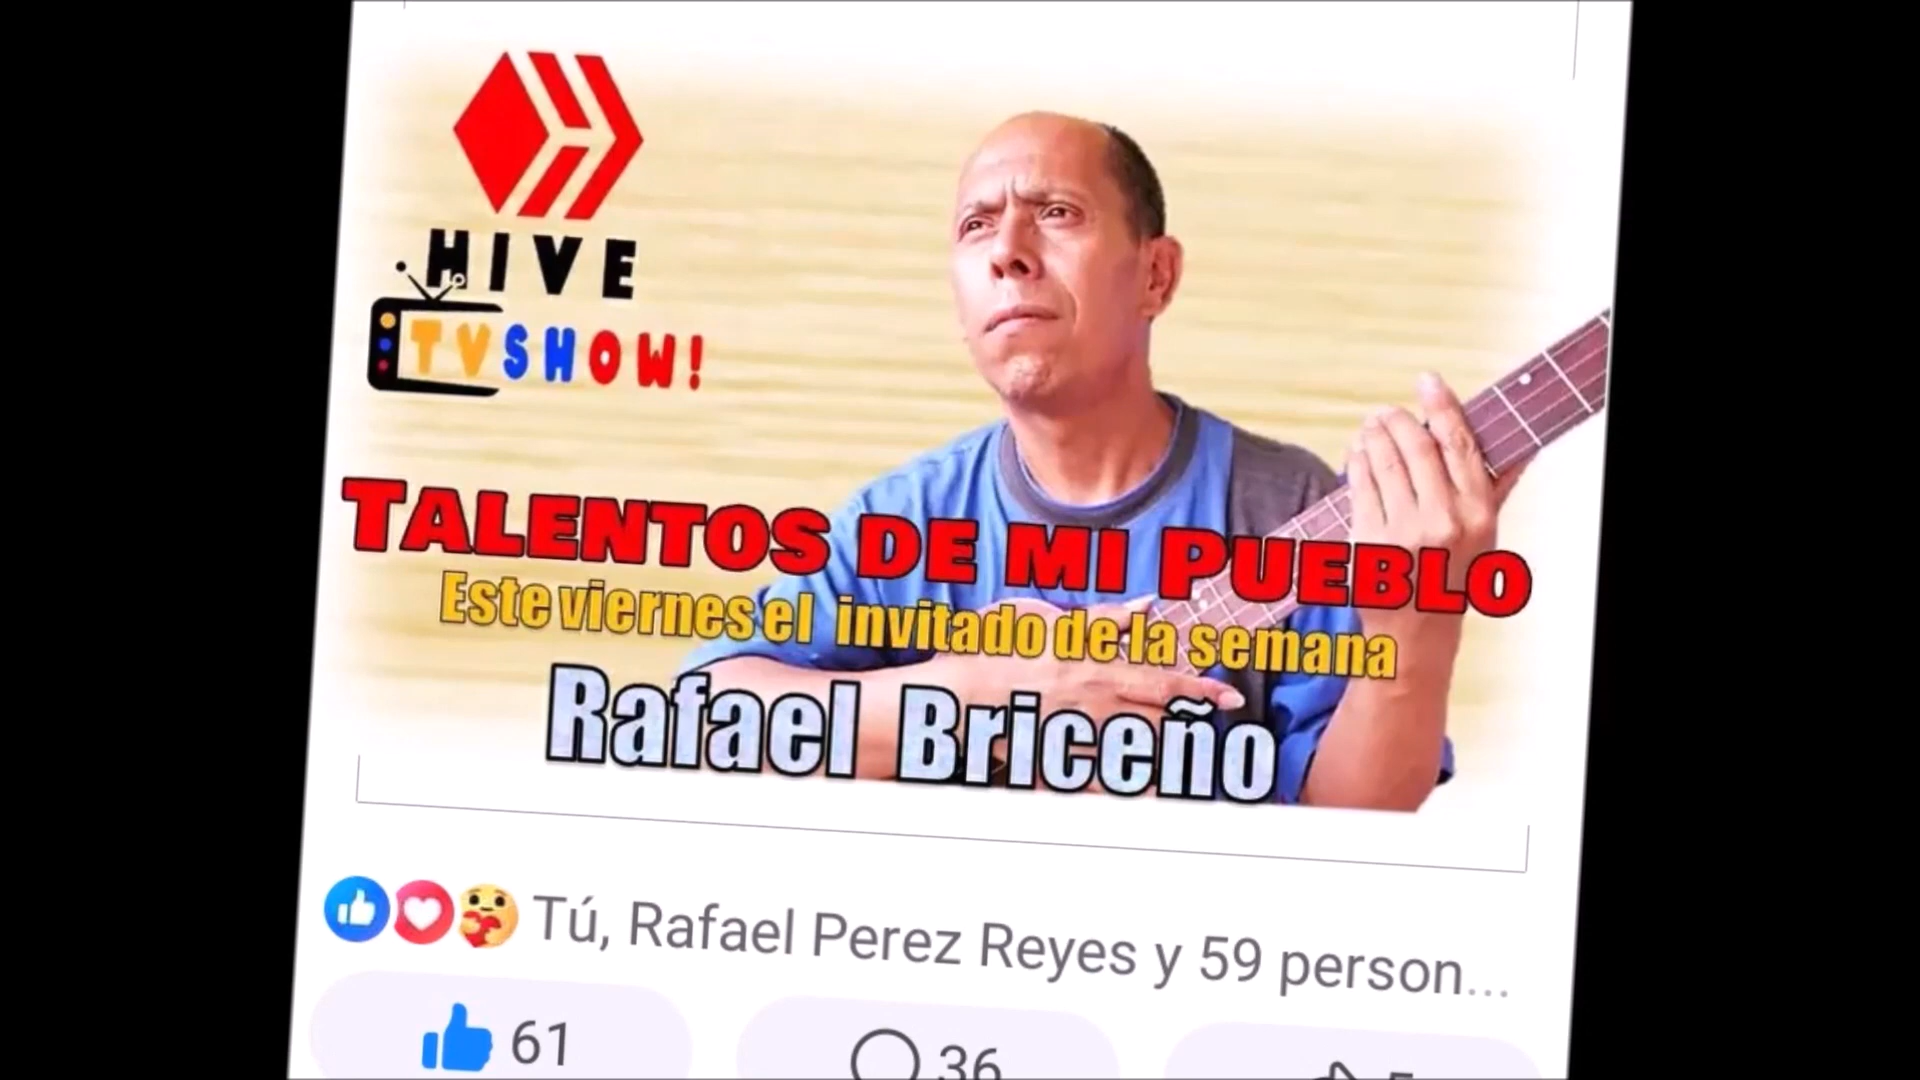 HIVE
TVSHOW!
TALENTOS DE MI PUEBLO
Este viernes el invitado de la semana
Rafael Briceño
Tú, Rafael Perez Reyes y 59 person...
61
36